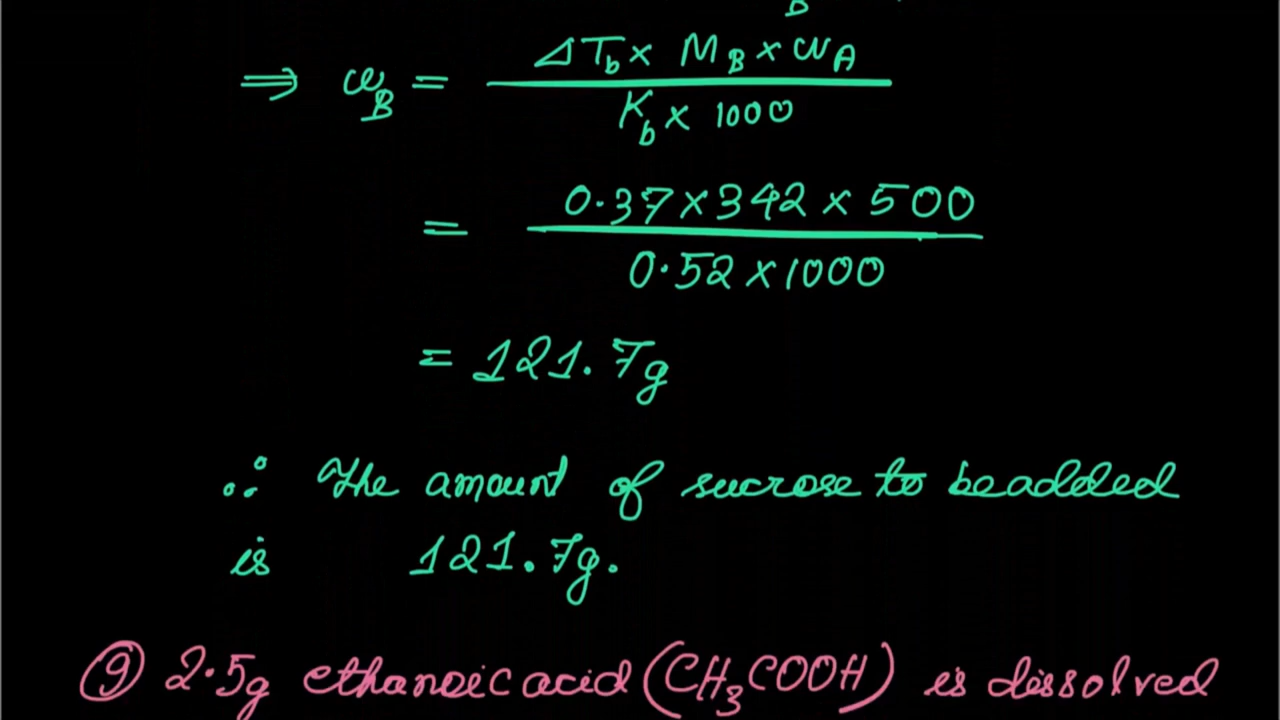 B
⇒ w_B = ΔT_b × M_B × w_A / K_b × 1000
= 0.37 × 342 × 500 / 0.52 × 1000
= 121.7g
∴ The amount of sucrose to be added
is 121.7g.
⑨ 2.5g ethanoic acid (CH₃COOH) is dissolved